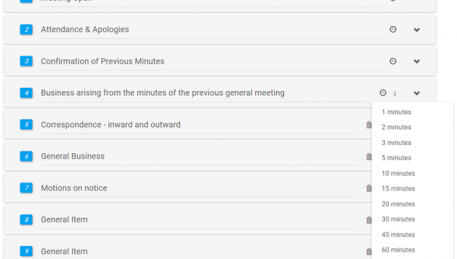 Meeting Open
2 Attendance & Apologies
3 Confirmation of Previous Minutes
4 Business arising from the minutes of the previous general meeting 3
5 Correspondence - inward and outward
6 General Business
7 Motions on notice
8 General Item
9 General Item
1 minutes
2 minutes
3 minutes
5 minutes
10 minutes
15 minutes
20 minutes
30 minutes
45 minutes
60 minutes